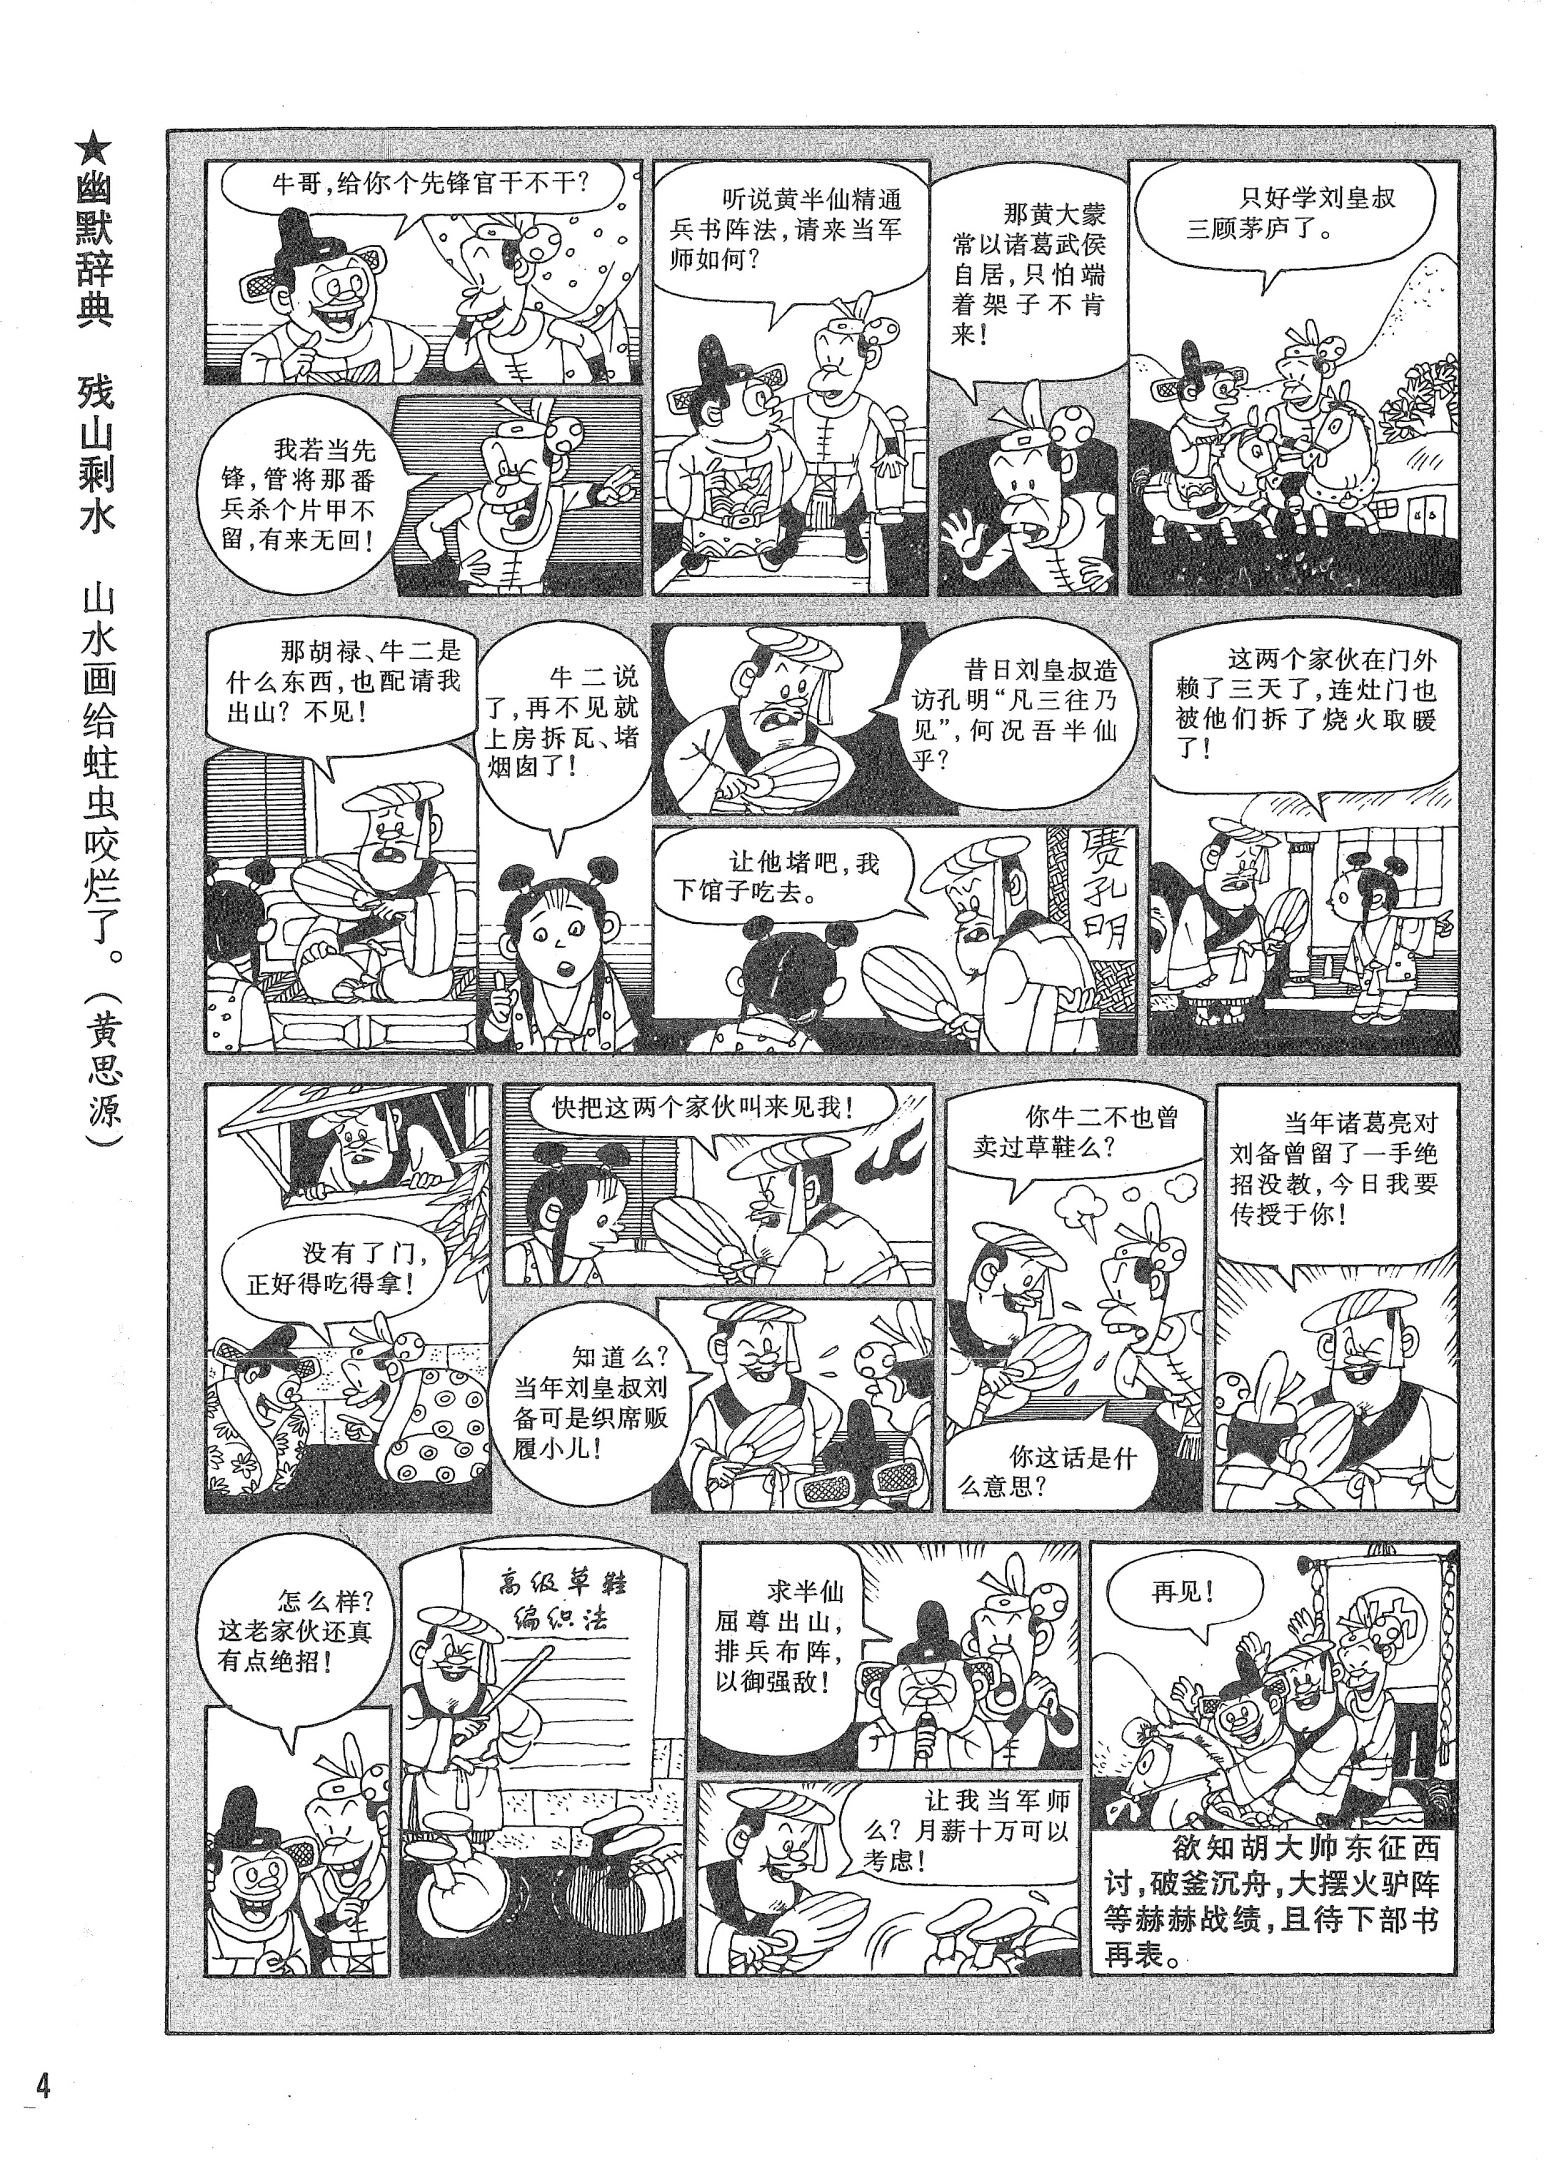 ★幽默辞典 残山剩水 山水画给蛀虫咬烂了。(黄思源)
牛哥，给你个先锋官干不干？
我若当先
锋，管将那番
兵杀个片甲不
留，有来无回！
听说黄半仙精通
兵书阵法，请来当军
师如何？
那黄大蒙
常以诸葛武侯
自居，只怕端
着架子不肯
来！
只好学刘皇叔
三顾茅庐了。
那胡禄、牛二是
什么东西，也配请我
出山？不见！
牛二说
了，再不见就
上房拆瓦、堵
烟囱了！
昔日刘皇叔造
访孔明“凡三往乃
见”，何况吾半仙
乎？
让他堵吧，我
下馆子吃去。
赛孔明
这两个家伙在门外
赖了三天了，连灶门也
被他们拆了烧火取暖
了！
没有了门，
正好得吃得拿！
快把这两个家伙叫来见我！
知道么？
当年刘皇叔刘
备可是织席贩
履小儿！
你牛二不也曾
卖过草鞋么？
你这话是什
么意思？
当年诸葛亮对
刘备曾留了一手绝
招没教，今日我要
传授于你！
怎么样？
这老家伙还真
有点绝招！
高级草鞋
编织法
求半仙
屈尊出山，
排兵布阵，
以御强敌！
让我当军师
么？月薪十万可以
考虑！
再见！
欲知胡大帅东征西
讨，破釜沉舟，大摆火驴阵
等赫赫战绩，且待下部书
再表。
4